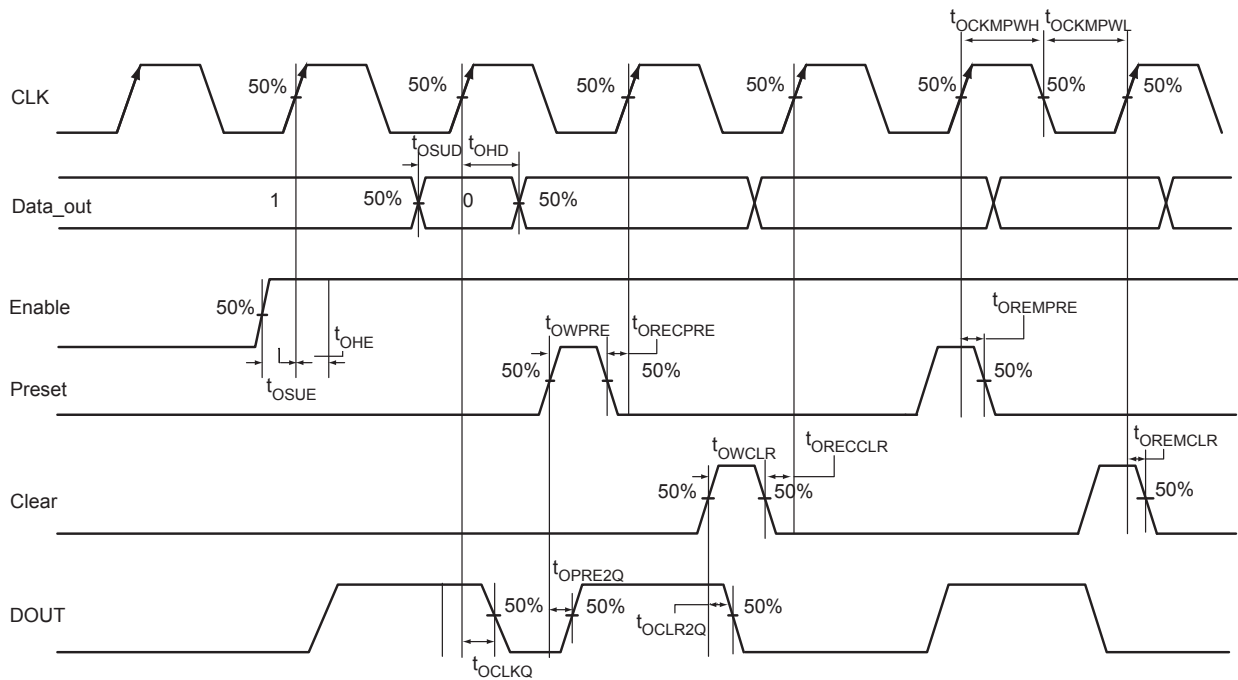 tOCKMPWH tOCKMPWL
CLK
50% 50% 50% 50% 50% 50% 50%
tOSUD tOHD
Data_out
1 50% 0 50%
Enable
50%
tOHE
tOSUE
tOWPRE tORECPRE tOREMPRE
Preset
50% 50% 50%
tOWCLR tORECCLR tOREMCLR
Clear
50% 50% 50%
DOUT
tOPRE2Q
50% 50% 50%
tOCLR2Q
tOCLKQ